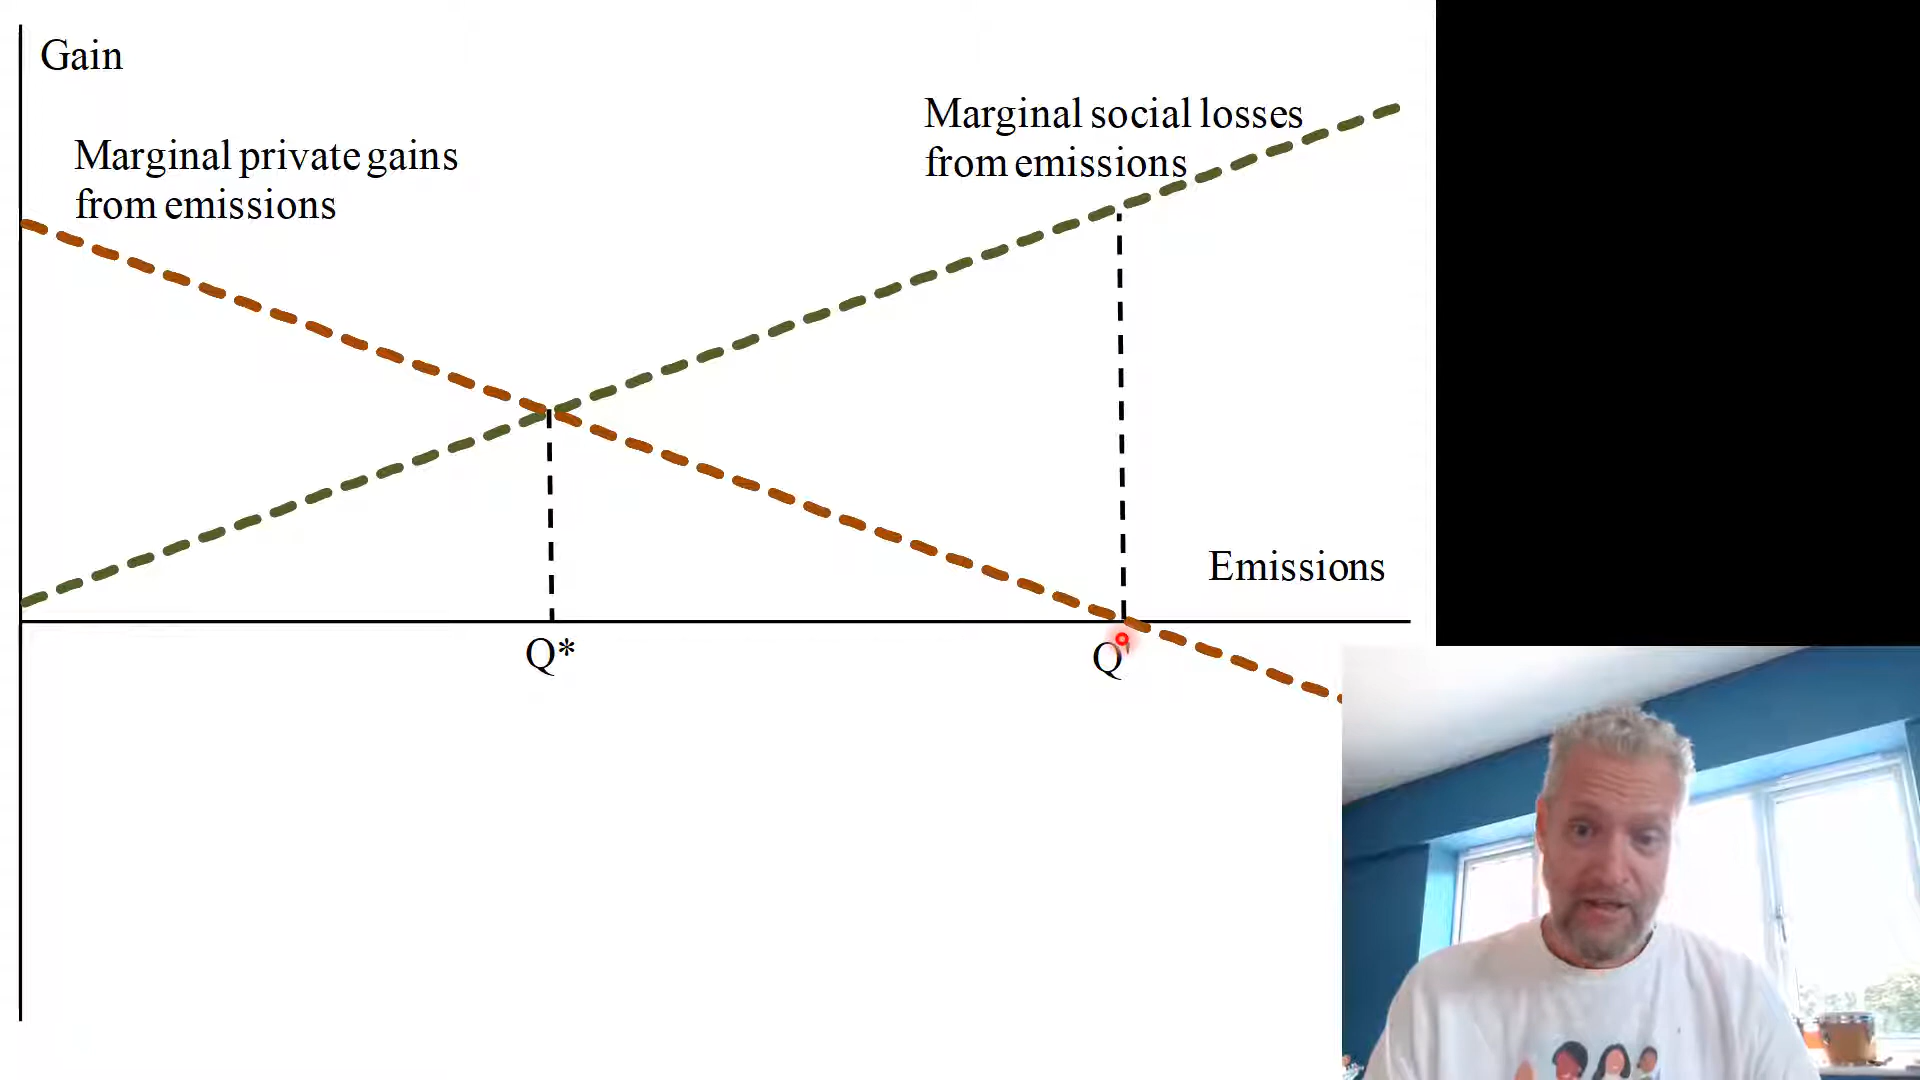 Gain
Marginal private gains
from emissions
Marginal social losses
from emissions
Emissions
Q*
Q'